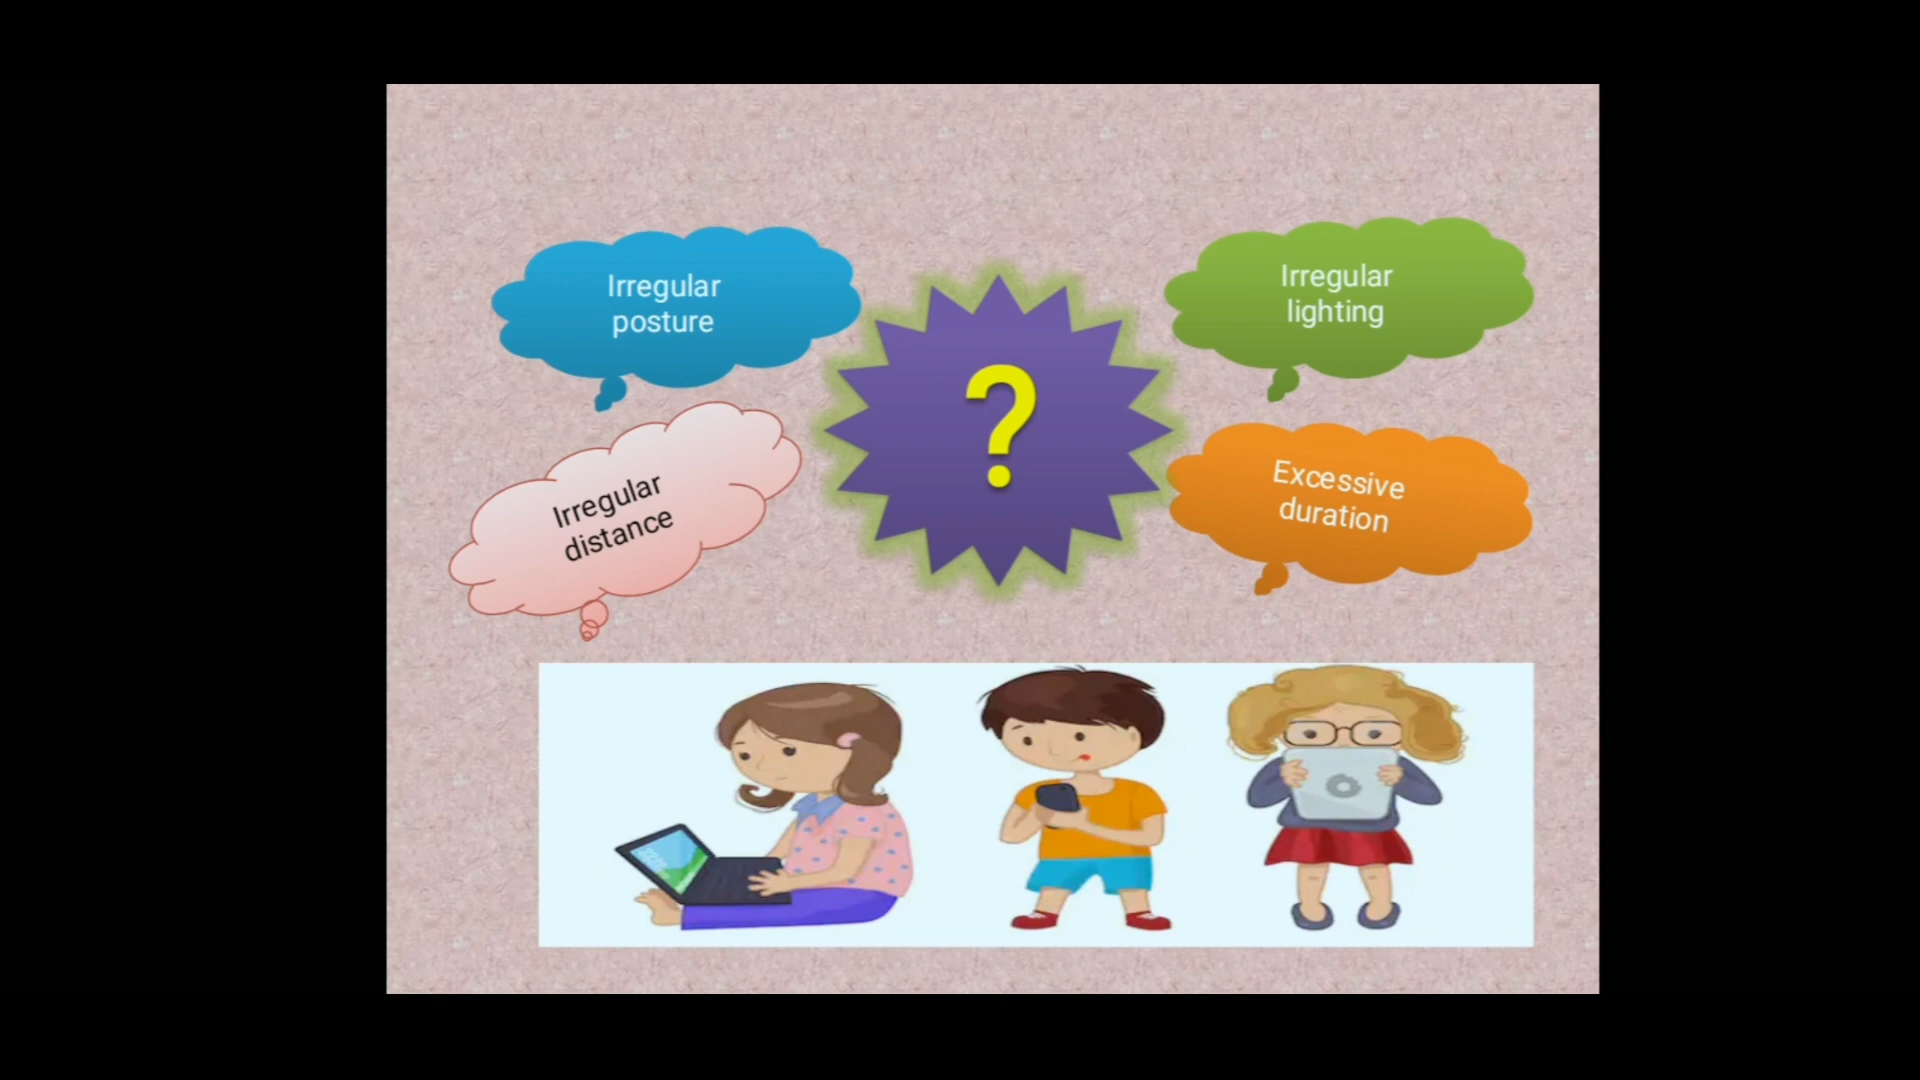 Irregular
posture
Irregular
lighting
?
Irregular
distance
Excessive
duration